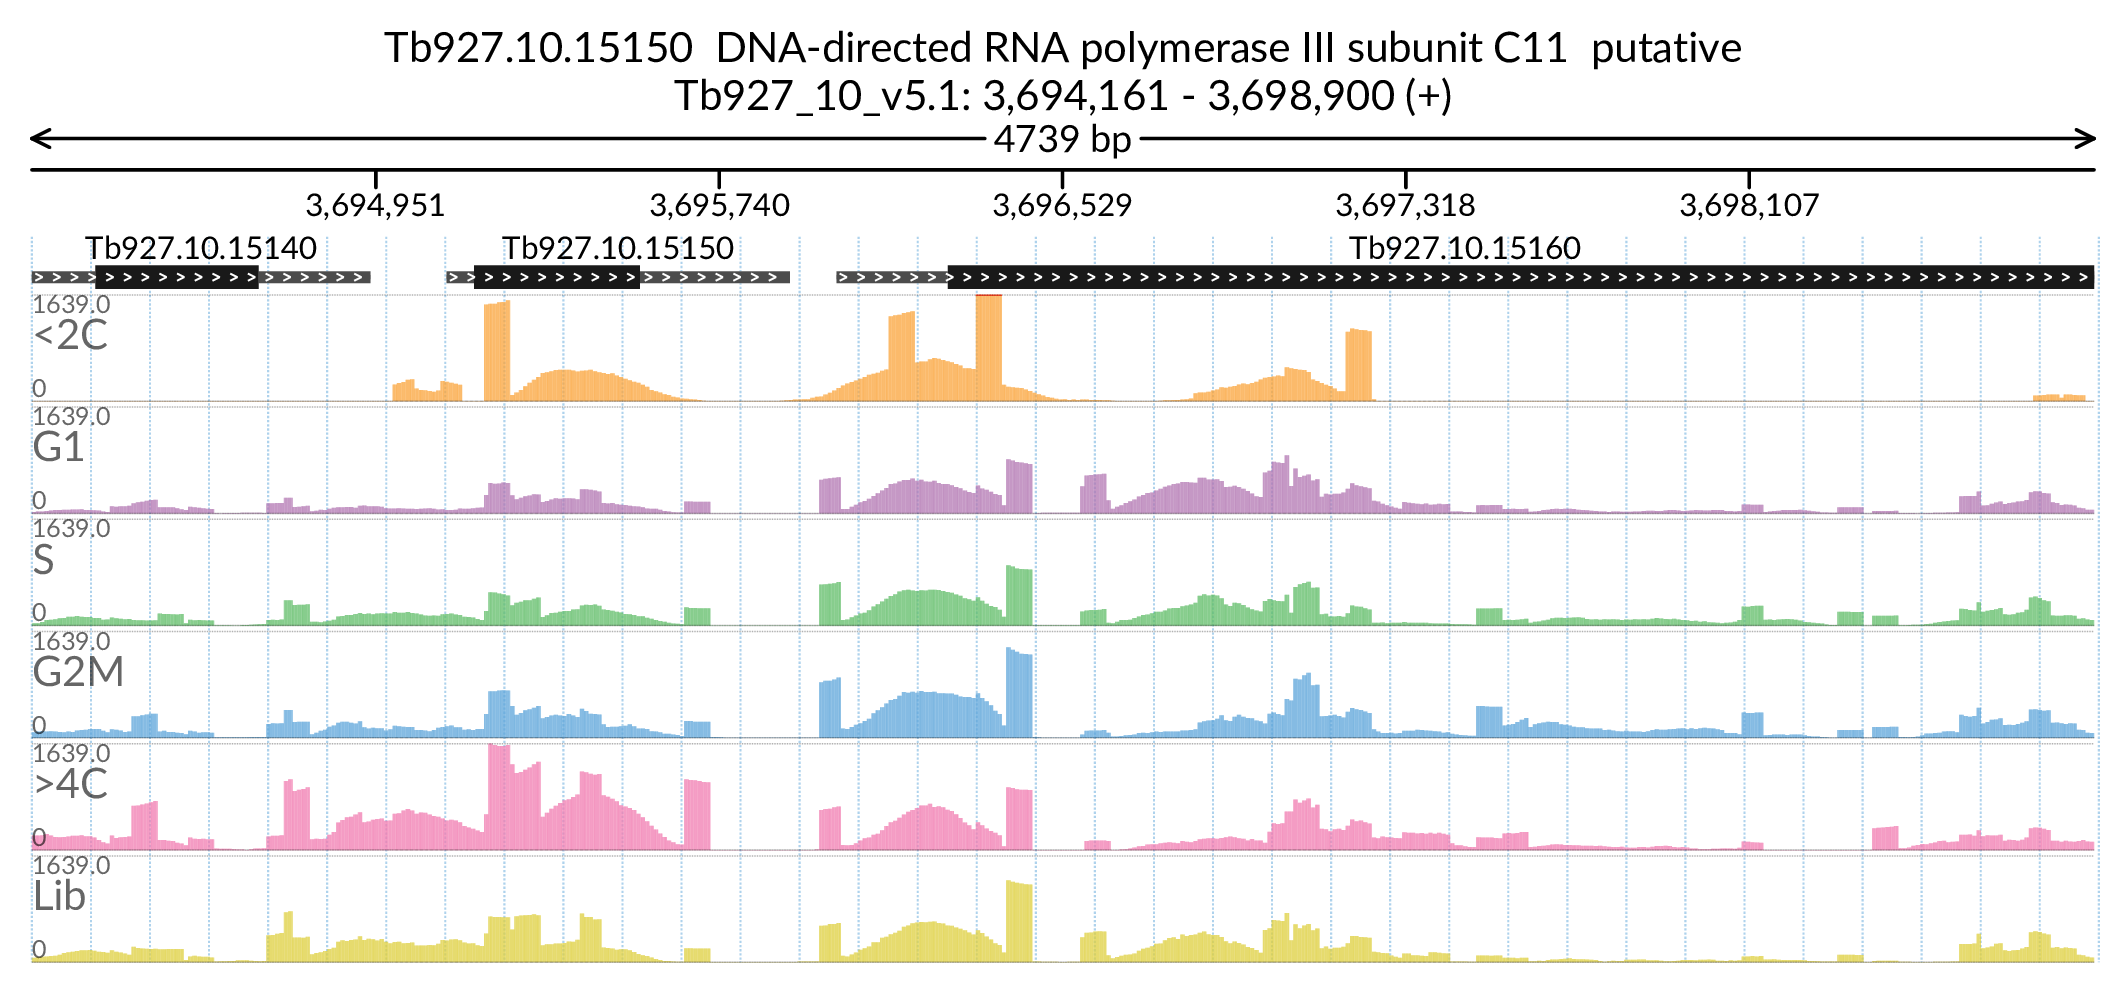 Tb927.10.15150  DNA-directed RNA polymerase III subunit C11  putative
Tb927_10_v5.1: 3,694,161 - 3,698,900 (+)
4739 bp
3,694,951 3,695,740 3,696,529 3,697,318 3,698,107
Tb927.10.15140 Tb927.10.15150 Tb927.10.15160
1639.0
<2C
0
1639.0
G1
0
1639.0
S
0
1639.0
G2M
0
1639.0
>4C
0
1639.0
Lib
0